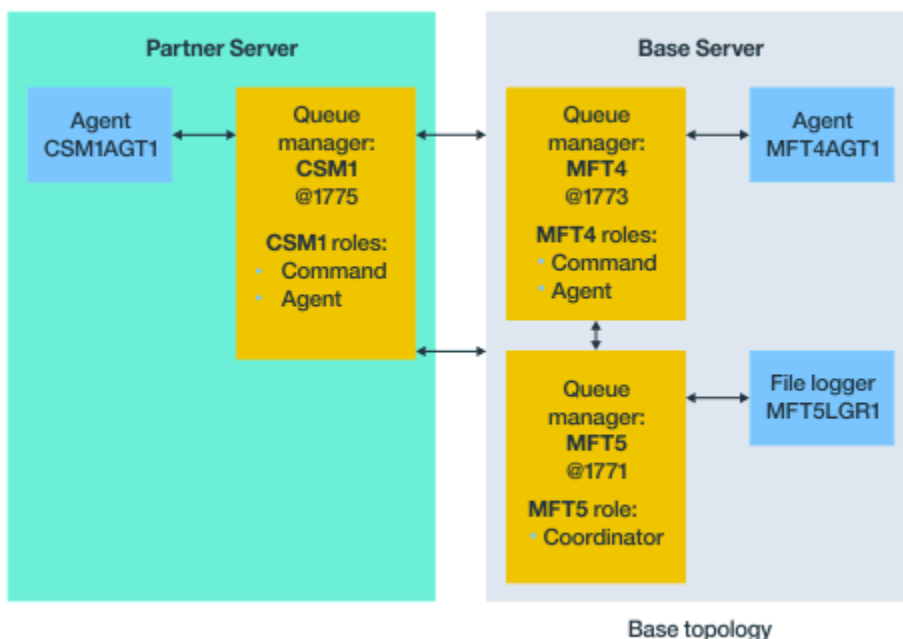 Partner Server
Agent
CSM1AGT1
Queue
manager:
CSM1
@1775
CSM1 roles:
• Command
• Agent
Base Server
Queue
manager:
MFT4
@1773
MFT4 roles:
• Command
• Agent
Agent
MFT4AGT1
Queue
manager:
MFT5
@1771
MFT5 role:
• Coordinator
File logger
MFT5LGR1
Base topology